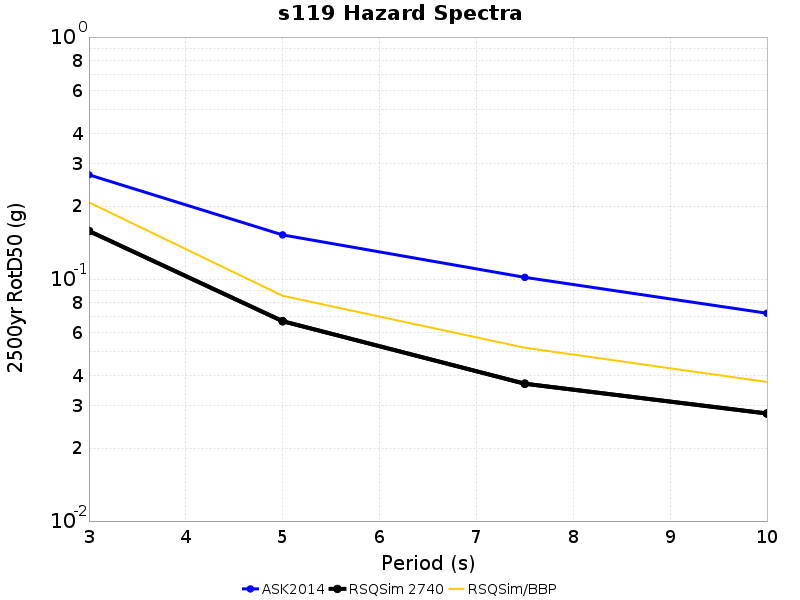 s119 Hazard Spectra
10^0
8
6
4
3
2
10^-1
8
6
4
3
2
10^-2
2500yr RotD50 (g)
3 4 5 6 7 8 9 10
Period (s)
ASK2014 RSQSim 2740 RSQSim/BBP